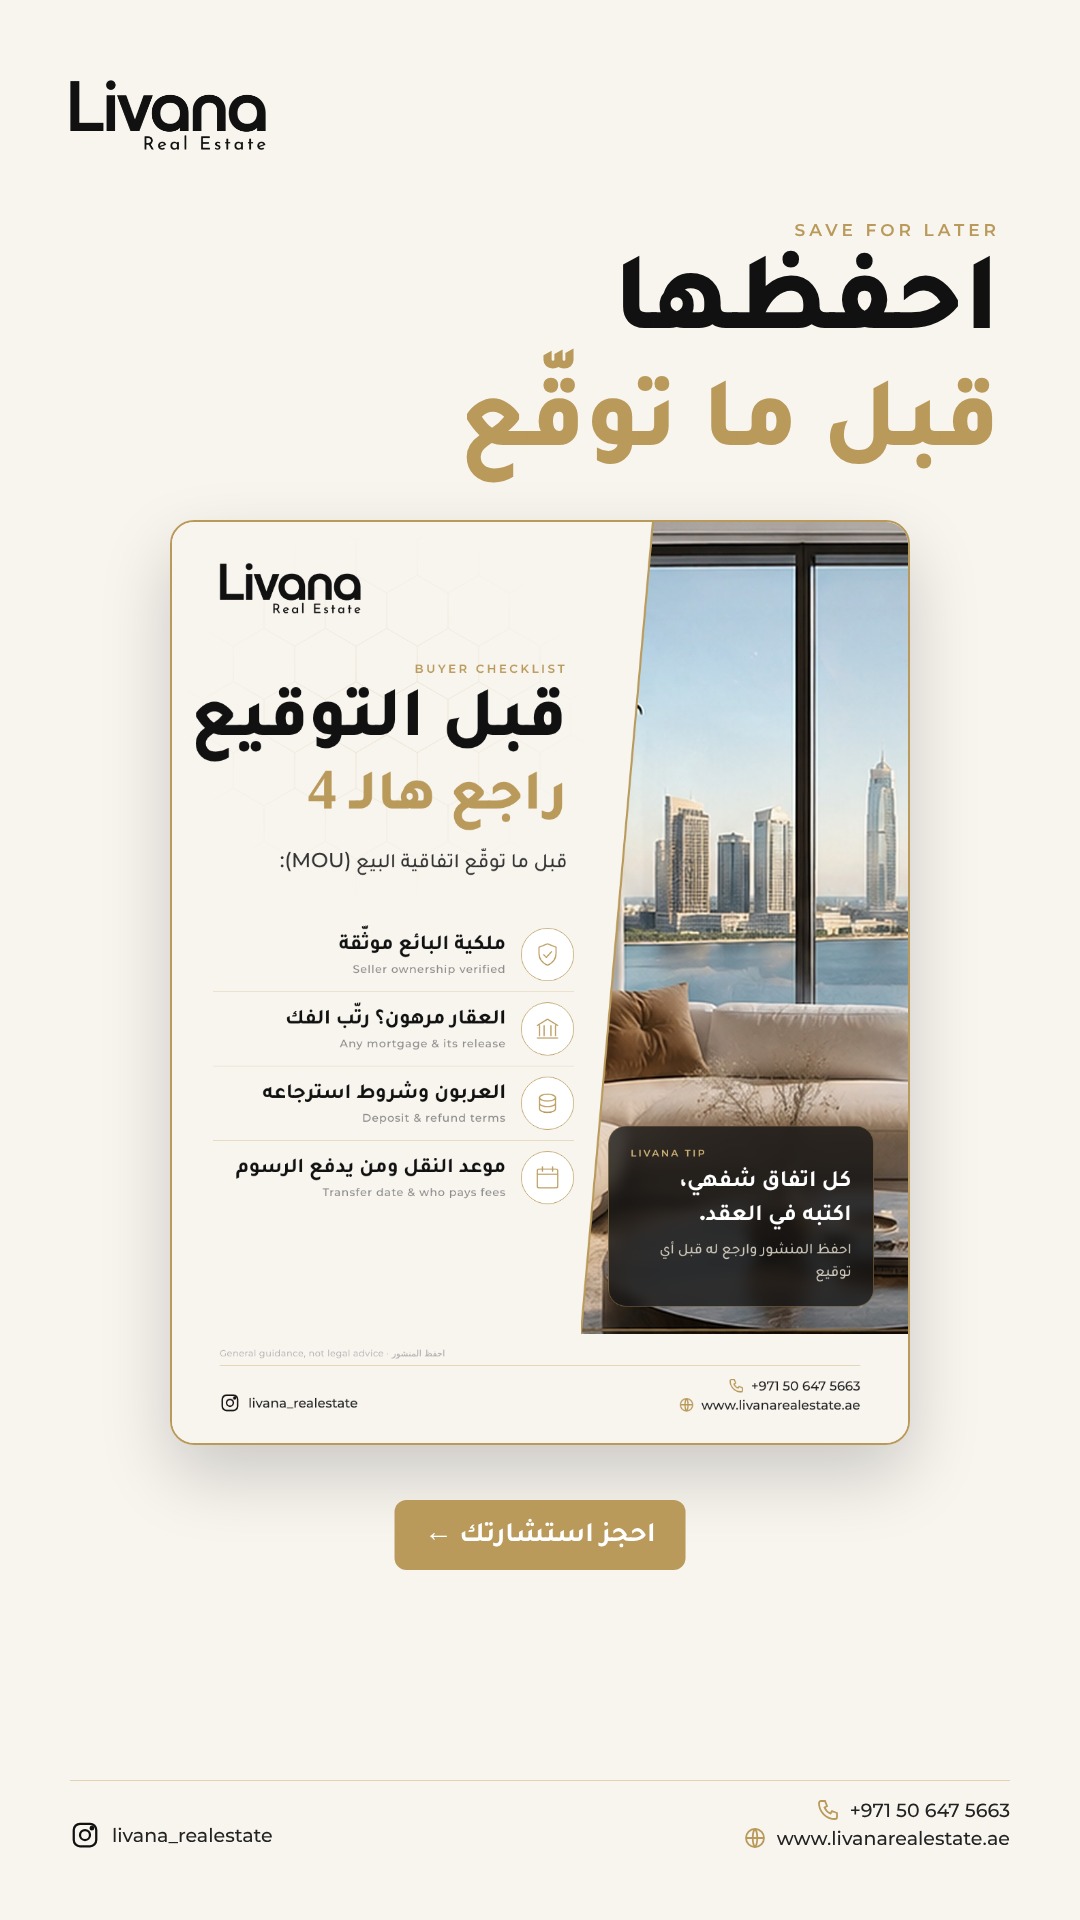 Livana
Real Estate
SAVE FOR LATER
احفظها
قبل ما توقّع
Livana
Real Estate
BUYER CHECKLIST
قبل التوقيع
راجع هالـ 4
قبل ما توقّع اتفاقية البيع (MOU):
ملكية البائع موثّقة
Seller ownership verified
العقار مرهون؟ رتّب الفك
Any mortgage & its release
العربون وشروط استرجاعه
Deposit & refund terms
موعد النقل ومن يدفع الرسوم
Transfer date & who pays fees
LIVANA TIP
كل اتفاق شفهي،
اكتبه في العقد.
احفظ المنشور وارجع له قبل أي
توقيع
General guidance, not legal advice · احفظ المنشور
livana_realestate
+971 50 647 5663
www.livanarealestate.ae
احجز استشارتك ←
livana_realestate
+971 50 647 5663
www.livanarealestate.ae